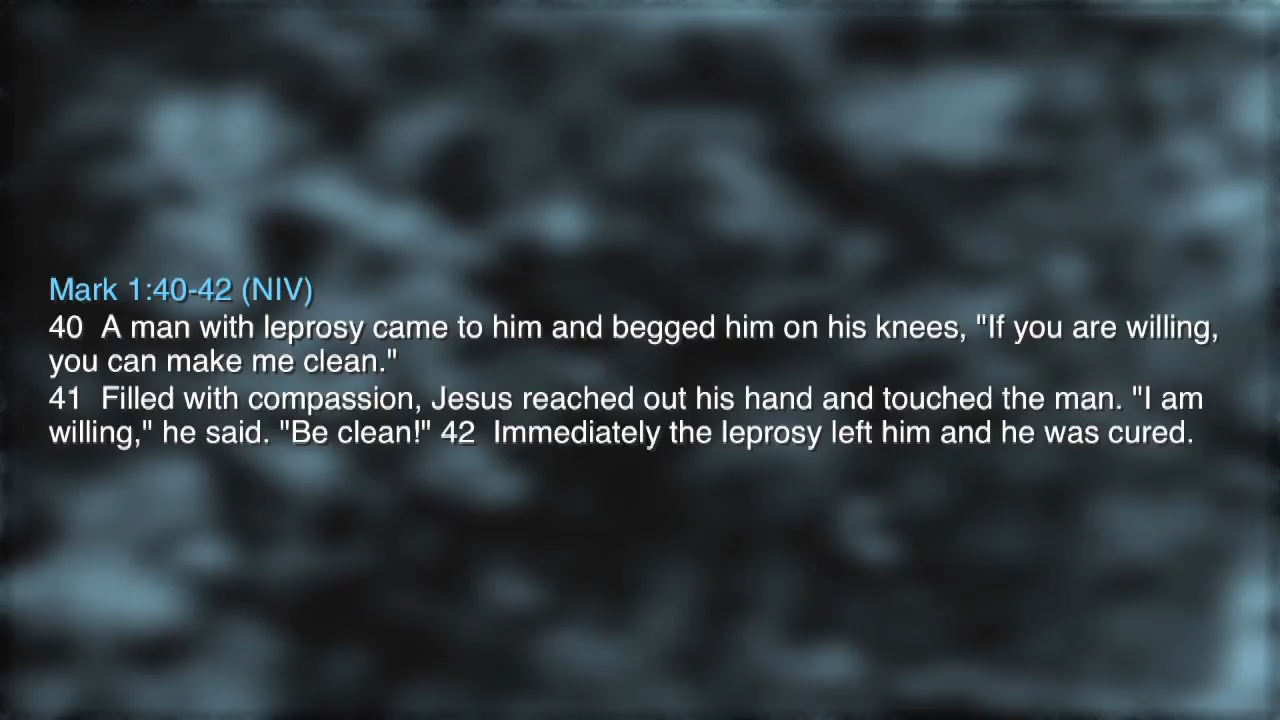 Mark 1:40-42 (NIV)
40 A man with leprosy came to him and begged him on his knees, "If you are willing,
you can make me clean."
41 Filled with compassion, Jesus reached out his hand and touched the man. "I am
willing," he said. "Be clean!" 42 Immediately the leprosy left him and he was cured.